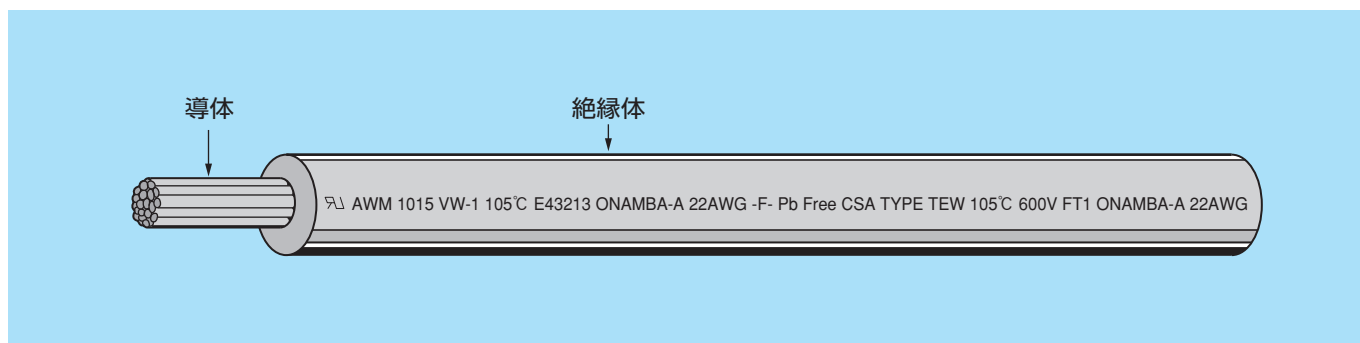 導体
絶縁体
AWM 1015 VW-1 105℃ E43213 ONAMBA-A 22AWG -F- Pb Free CSA TYPE TEW 105℃ 600V FT1 ONAMBA-A 22AWG